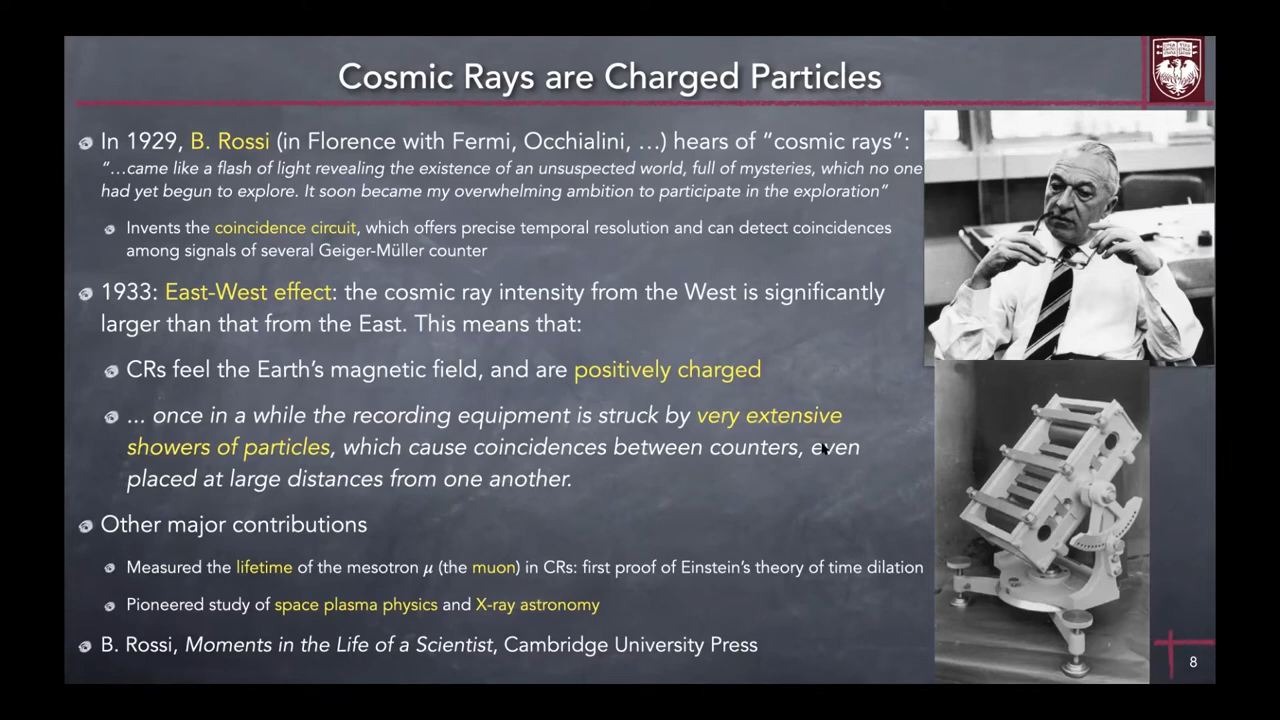 Cosmic Rays are Charged Particles
In 1929, B. Rossi (in Florence with Fermi, Occhialini, …) hears of “cosmic rays”:
“…came like a flash of light revealing the existence of an unsuspected world, full of mysteries, which no one
had yet begun to explore. It soon became my overwhelming ambition to participate in the exploration”
Invents the coincidence circuit, which offers precise temporal resolution and can detect coincidences
among signals of several Geiger-Müller counter
1933: East-West effect: the cosmic ray intensity from the West is significantly
larger than that from the East. This means that:
CRs feel the Earth’s magnetic field, and are positively charged
... once in a while the recording equipment is struck by very extensive
showers of particles, which cause coincidences between counters, even
placed at large distances from one another.
Other major contributions
Measured the lifetime of the mesotron μ (the muon) in CRs: first proof of Einstein’s theory of time dilation
Pioneered study of space plasma physics and X-ray astronomy
B. Rossi, Moments in the Life of a Scientist, Cambridge University Press
8